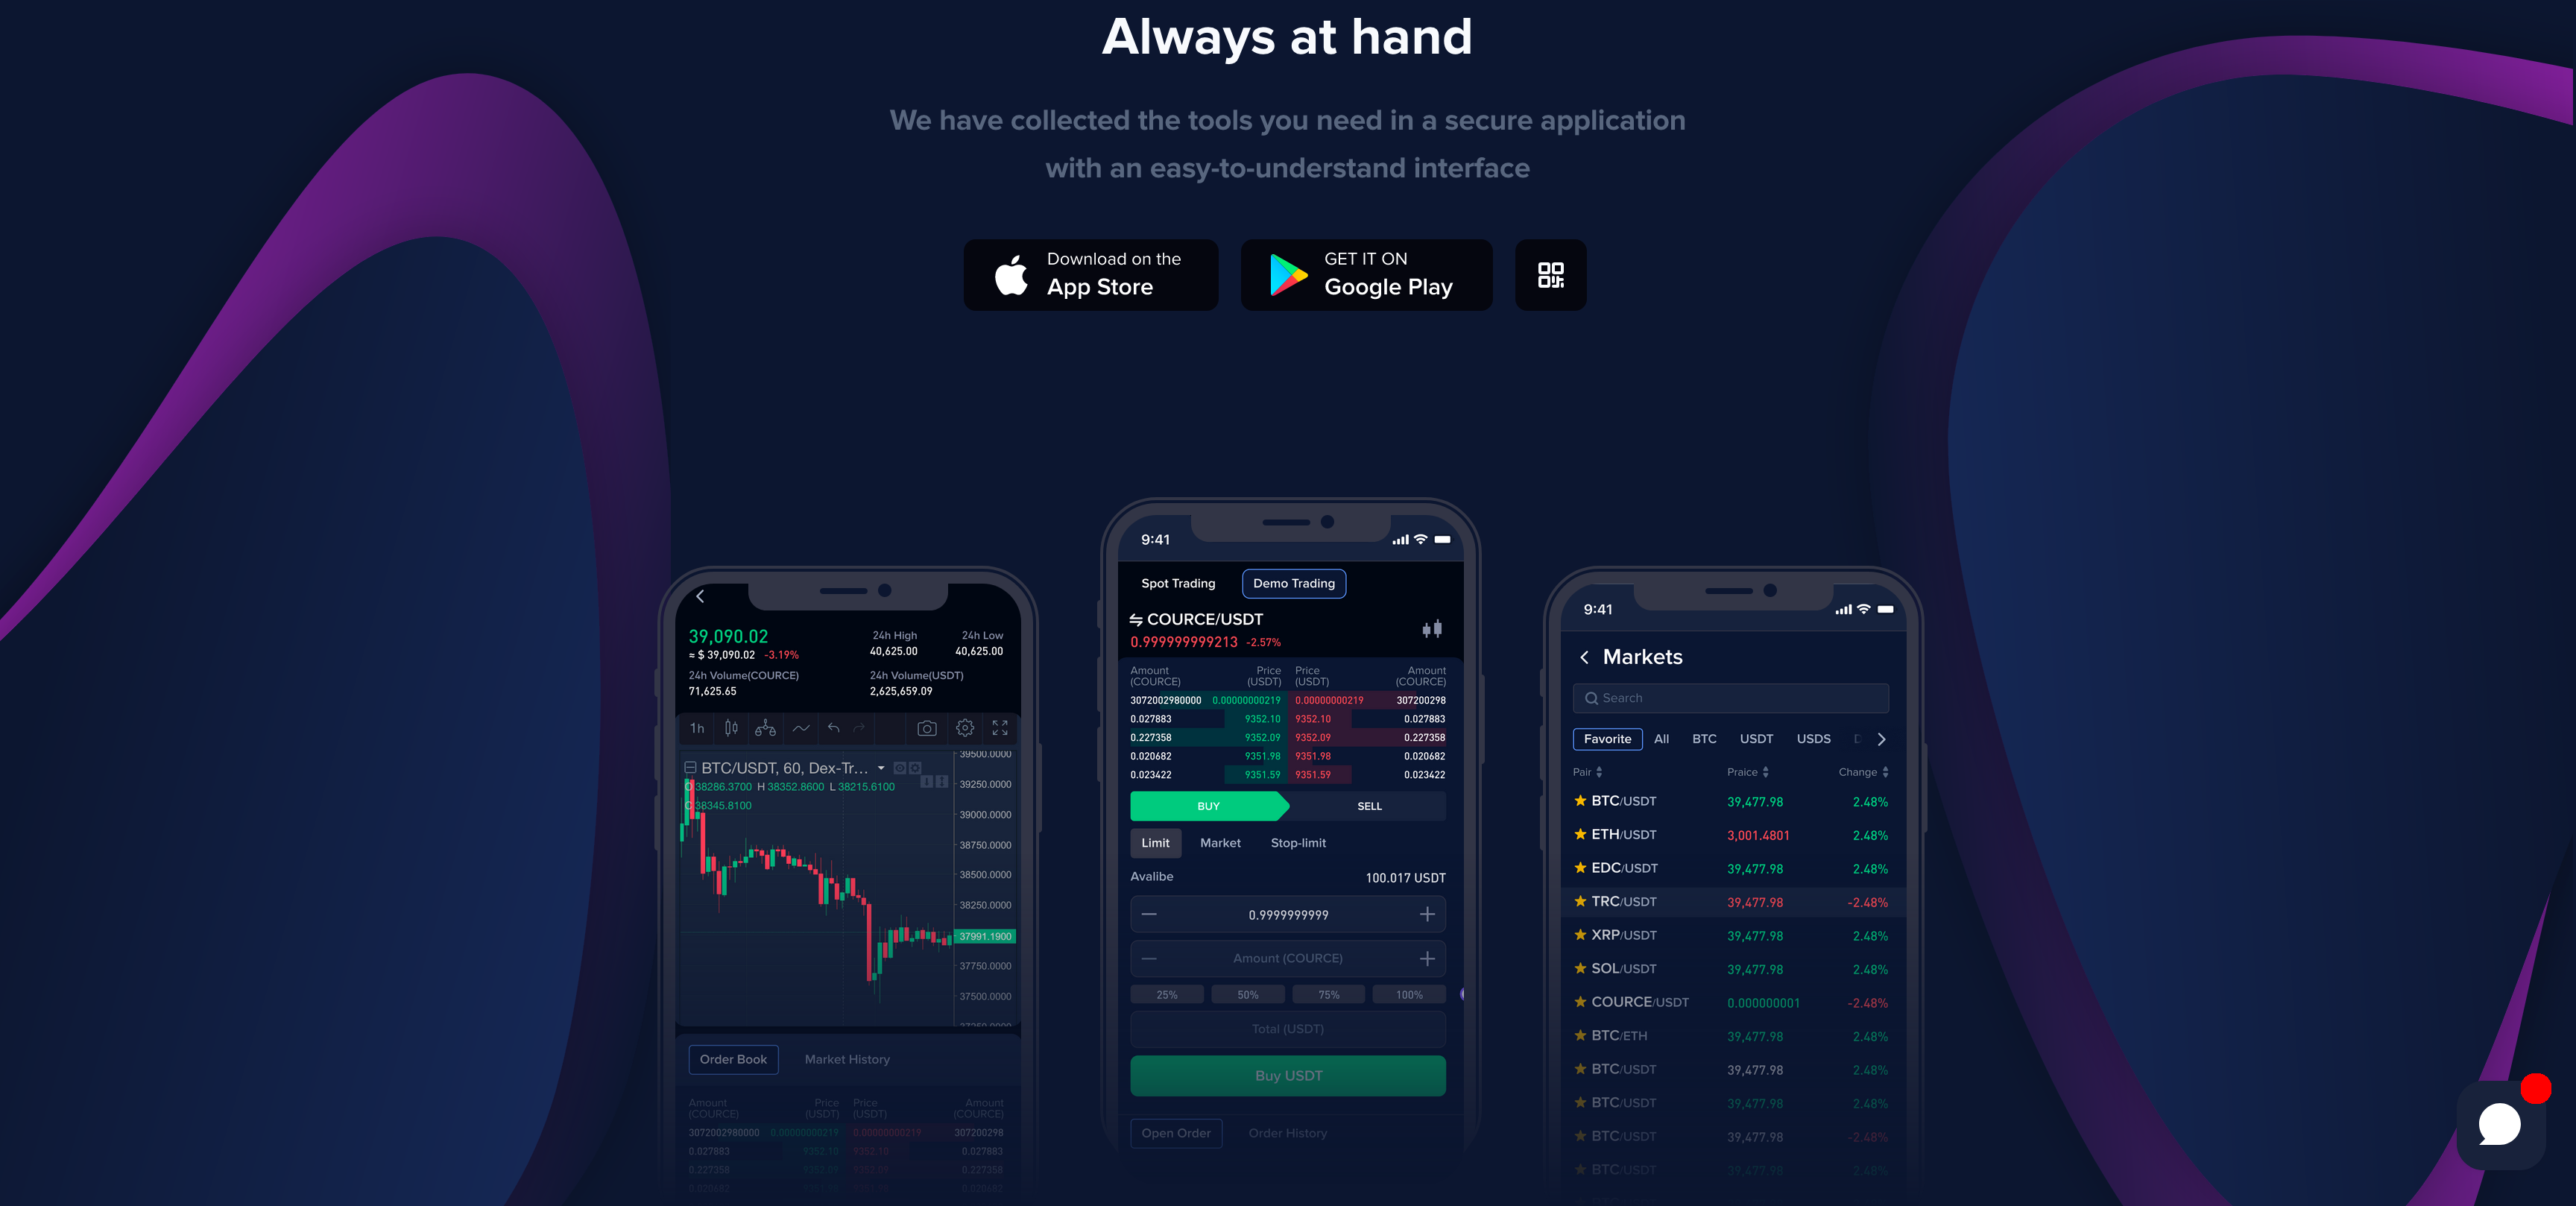 Always at hand
We have collected the tools you need in a secure application
with an easy-to-understand interface
Download on the
App Store
GET IT ON
Google Play
39,090.02
≈ $ 39,090.02 -3.19%
24h High 24h Low
40,625.00 40,625.00
24h Volume(COURCE) 24h Volume(USDT)
71,625.65 2,625,659.09
1h
BTC/USDT, 60, Dex-Tr...
O38286.3700 H38352.8600 L38215.6100
C38345.8100
39500.0000
39250.0000
39000.0000
38750.0000
38500.0000
38250.0000
37991.1900
37750.0000
37500.0000
37250.0000
Order Book Market History
Amount Price Price Amount
(COURCE) (USDT) (USDT) (COURCE)
3072002980000 0.00000000219 0.00000000219 307200298
0.027883 9352.10 9352.10 0.027883
0.227358 9352.09 9352.09 0.227358
0.020682 9351.98 9351.98 0.020682
9:41
Spot Trading Demo Trading
COURCE/USDT
0.999999999213 -2.57%
Amount Price Price Amount
(COURCE) (USDT) (USDT) (COURCE)
3072002980000 0.00000000219 0.00000000219 307200298
0.027883 9352.10 9352.10 0.027883
0.227358 9352.09 9352.09 0.227358
0.020682 9351.98 9351.98 0.020682
0.023422 9351.59 9351.59 0.023422
BUY SELL
Limit Market Stop-limit
Avalibe 100.017 USDT
0.9999999999
Amount (COURCE)
25% 50% 75% 100%
Total (USDT)
Buy USDT
Open Order Order History
9:41
Markets
Search
Favorite All BTC USDT USDS
Pair Praice Change
BTC/USDT 39,477.98 2.48%
ETH/USDT 3,001.4801 2.48%
EDC/USDT 39,477.98 2.48%
TRC/USDT 39,477.98 -2.48%
XRP/USDT 39,477.98 2.48%
SOL/USDT 39,477.98 2.48%
COURCE/USDT 0.000000001 -2.48%
BTC/ETH 39,477.98 2.48%
BTC/USDT 39,477.98 2.48%
BTC/USDT 39,477.98 2.48%
BTC/USDT 39,477.98 -2.48%
BTC/USDT 39,477.98 2.48%